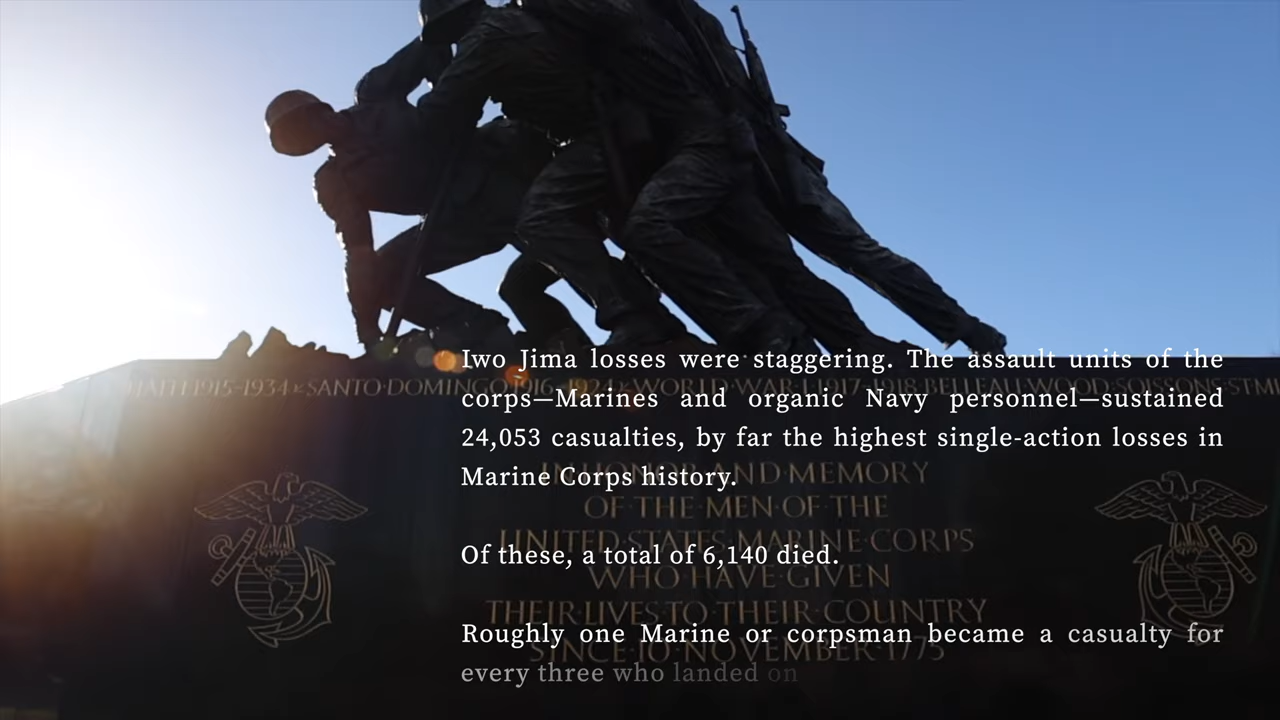 Iwo Jima losses were staggering. The assault units of the
HAITI 1915-1934 ★ SANTO·DOMINGO 1916-1924 ★ WORLD·WAR·I·1917-1918 BELLEAU·WOOD·SOISSONS
corps—Marines and organic Navy personnel—sustained
24,053 casualties, by far the highest single-action losses in
Marine Corps history.
IN·HONOR·AND·MEMORY
OF·THE·MEN·OF·THE
UNITED·STATES·MARINE·CORPS
Of these, a total of 6,140 died.
WHO·HAVE·GIVEN
THEIR·LIVES·TO·THEIR·COUNTRY
Roughly one Marine or corpsman became a casualty for
SINCE·10·NOVEMBER·1775
every three who landed on